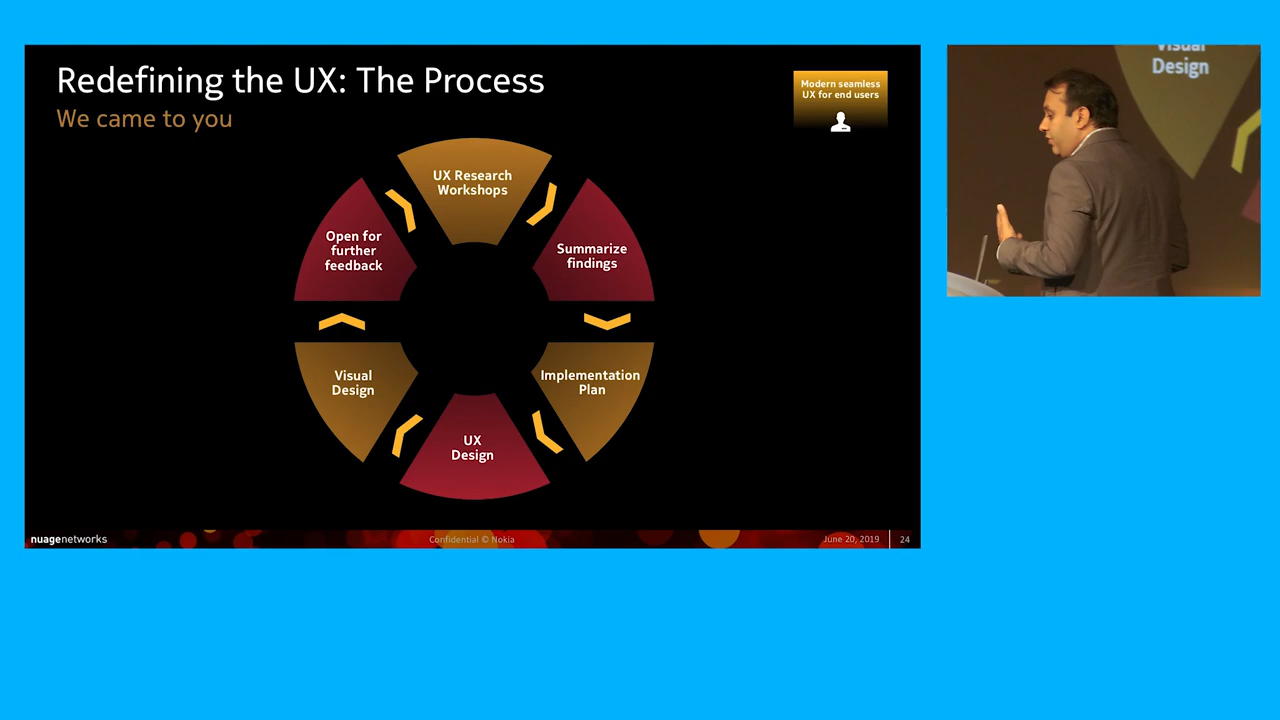 Redefining the UX: The Process
We came to you
Modern seamless
UX for end users
UX Research
Workshops
Summarize
findings
Implementation
Plan
UX
Design
Visual
Design
Open for
further
feedback
nuagenetworks
Confidential © Nokia
June 20, 2019
24
Visual
Design